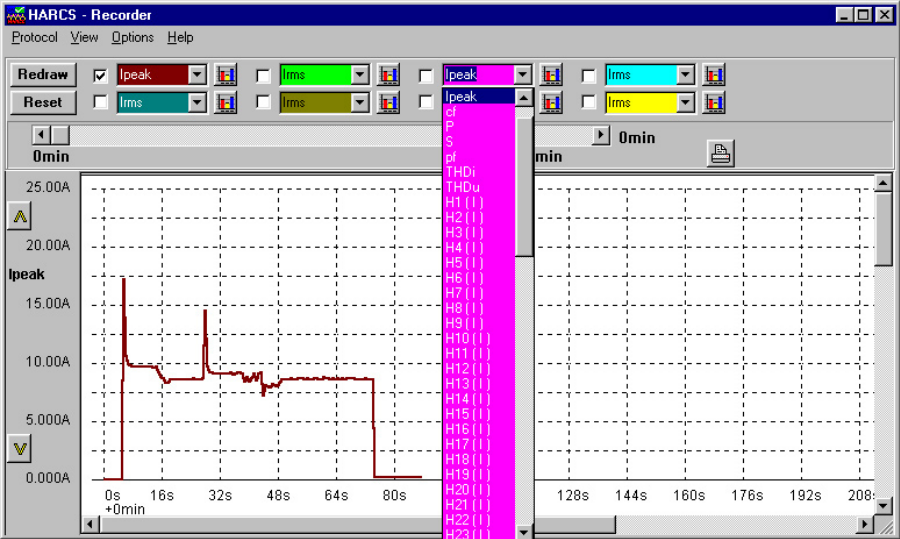 HARCS - Recorder
Protocol View Options Help
Redraw Ipeak Irms Ipeak Irms
Reset Irms Irms Ipeak Irms
cf
P
S
pf
THDi
THDu
0min
0min min
H1 ( I )
H2 ( I )
H3 ( I )
H4 ( I )
H5 ( I )
H6 ( I )
H7 ( I )
H8 ( I )
H9 ( I )
H10 ( I )
H11 ( I )
H12 ( I )
H13 ( I )
H14 ( I )
H15 ( I )
H16 ( I )
H17 ( I )
H18 ( I )
H19 ( I )
H20 ( I )
H21 ( I )
H22 ( I )
H23 ( I )
25.00A
20.00A
Ipeak
15.00A
10.00A
5.000A
0.000A
0s 16s 32s 48s 64s 80s 128s 144s 160s 176s 192s 208s
+0min